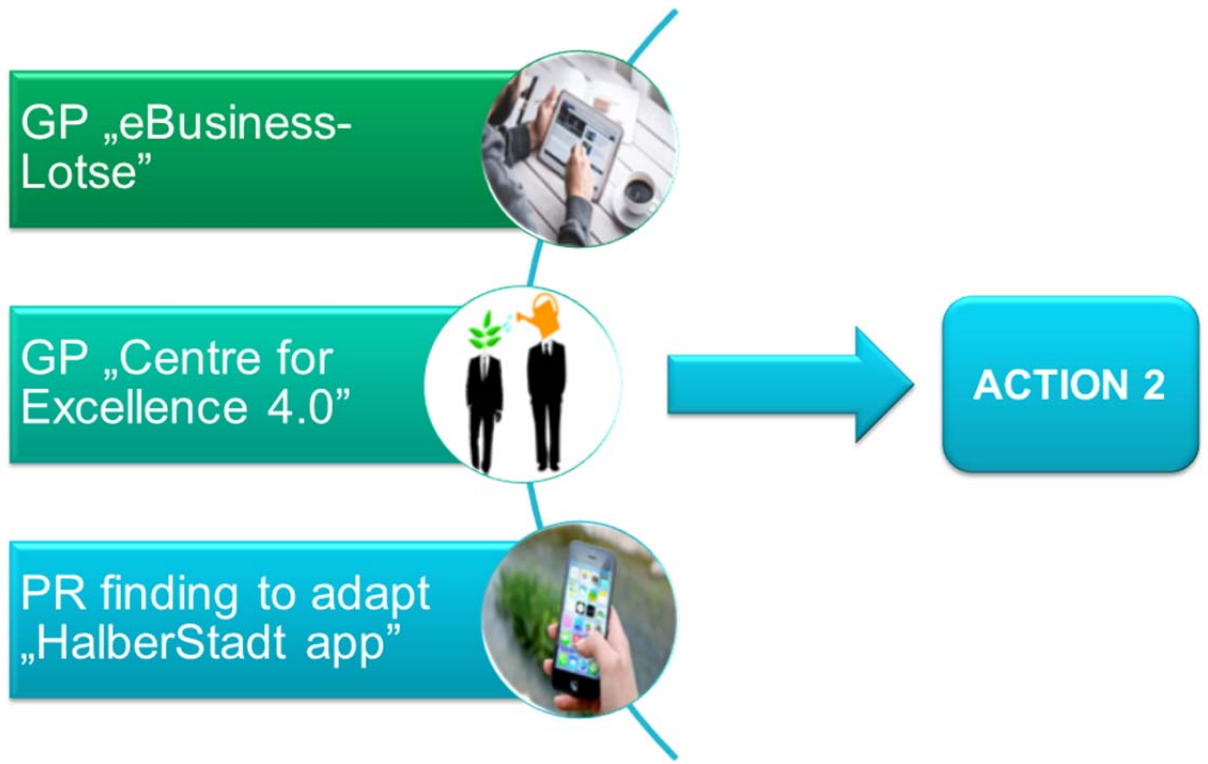 GP „eBusiness-
Lotse”
GP „Centre for
Excellence 4.0”
PR finding to adapt
„HalberStadt app”
ACTION 2